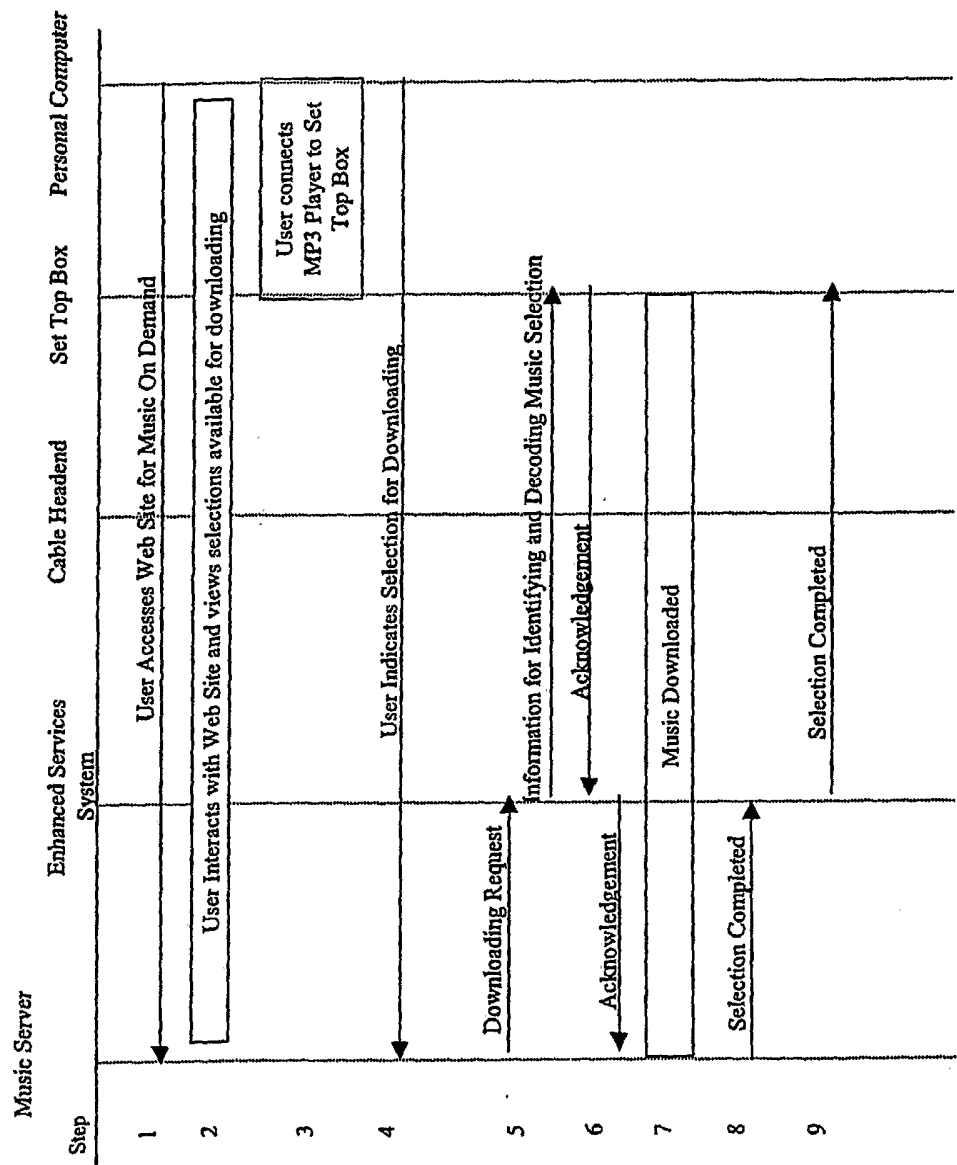 Music Server
Enhanced Services
System
Cable Headend
Set Top Box
Personal Computer
Step
1
User Accesses Web Site for Music On Demand
2
User Interacts with Web Site and views selections available for downloading
3
User connects
MP3 Player to Set
Top Box
4
User Indicates Selection for Downloading
5
Downloading Request
Information for Identifying and Decoding Music Selection
6
Acknowledgement
Acknowledgement
7
Music Downloaded
8
Selection Completed
9
Selection Completed